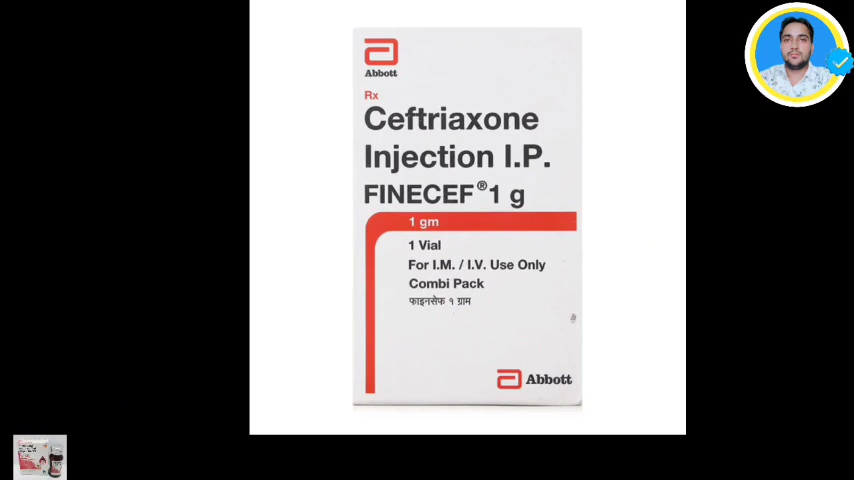 Abbott
Rx
Ceftriaxone
Injection I.P.
FINECEF®1 g
1 gm
1 Vial
For I.M. / I.V. Use Only
Combi Pack
फाइनसेफ १ ग्राम
Abbott